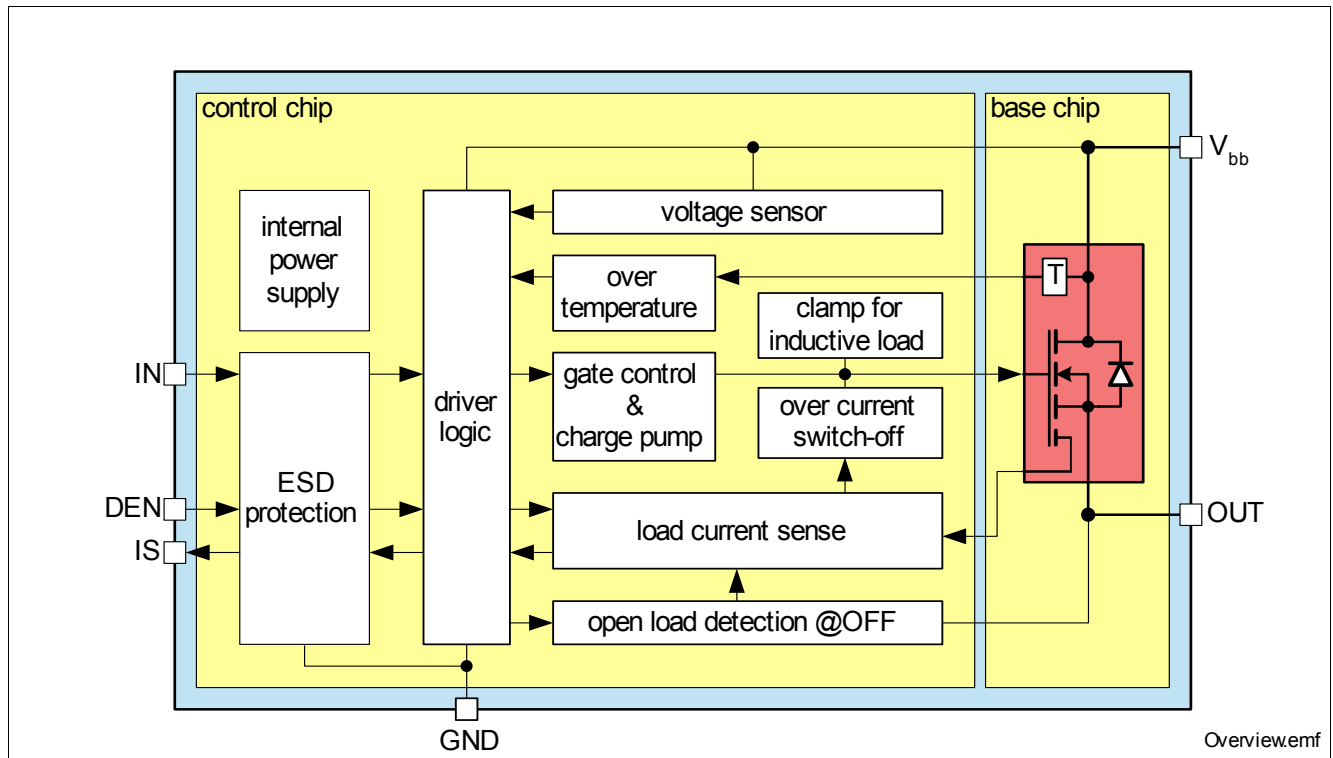 control chip
base chip
V bb
internal
power
supply
voltage sensor
T
over
temperature
clamp for
inductive load
IN
gate control
&
charge pump
driver
logic
over current
switch-off
ESD
protection
DEN
load current sense
OUT
IS
open load detection @OFF
GND
Overview.emf